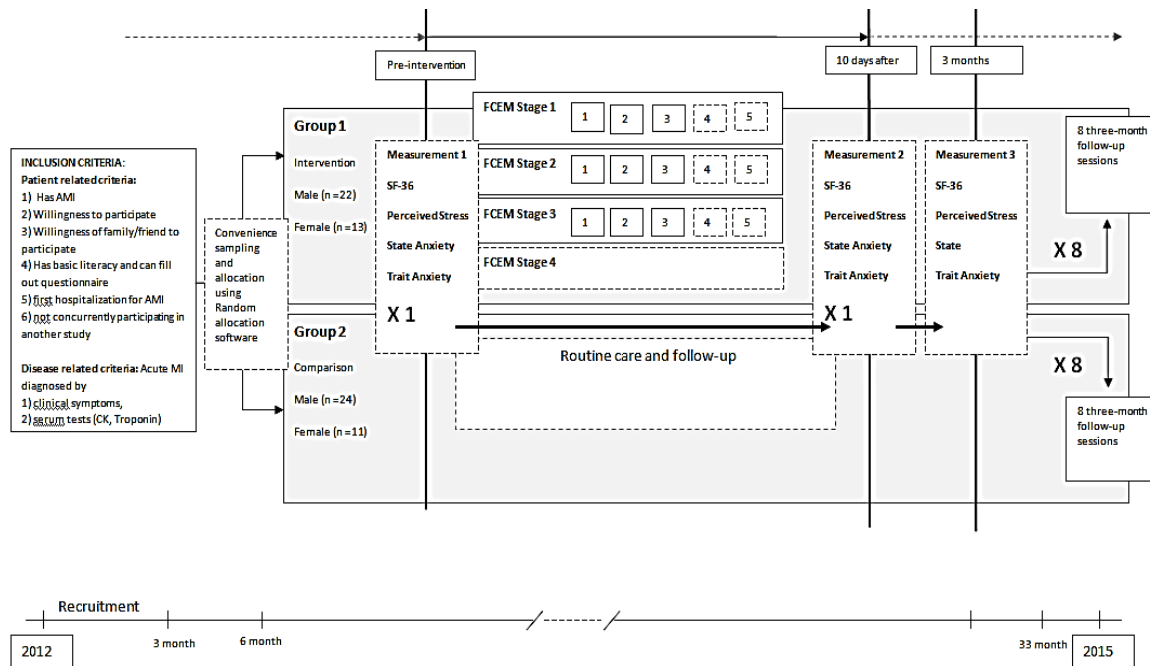 Pre-intervention
10 days after
3 months
INCLUSION CRITERIA:
Patient related criteria:
1) Has AMI
2) Willingness to participate
3) Willingness of family/friend to
participate
4) Has basic literacy and can fill
out questionnaire
5) first hospitalization for AMI
6) not concurrently participating in
another study
Disease related criteria: Acute MI
diagnosed by
1) clinical symptoms,
2) serum tests (CK, Troponin)
Convenience
sampling
and
allocation
using
Random
allocation
software
Group 1
Intervention
Male (n =22)
Female (n =13)
Measurement 1
SF-36
Perceived Stress
State Anxiety
Trait Anxiety
X 1
FCEM Stage 1
1 2 3 4 5
FCEM Stage 2
1 2 3 4 5
FCEM Stage 3
1 2 3 4 5
FCEM Stage 4
Measurement 2
SF-36
Perceived Stress
State Anxiety
Trait Anxiety
X 1
Measurement 3
SF-36
Perceived Stress
State
Trait Anxiety
X 8
8 three-month
follow-up
sessions
Group 2
Comparison
Male (n=24)
Female (n=11)
Routine care and follow-up
X 8
8 three-month
follow-up
sessions
Recruitment
2012
3 month
6 month
33 month
2015